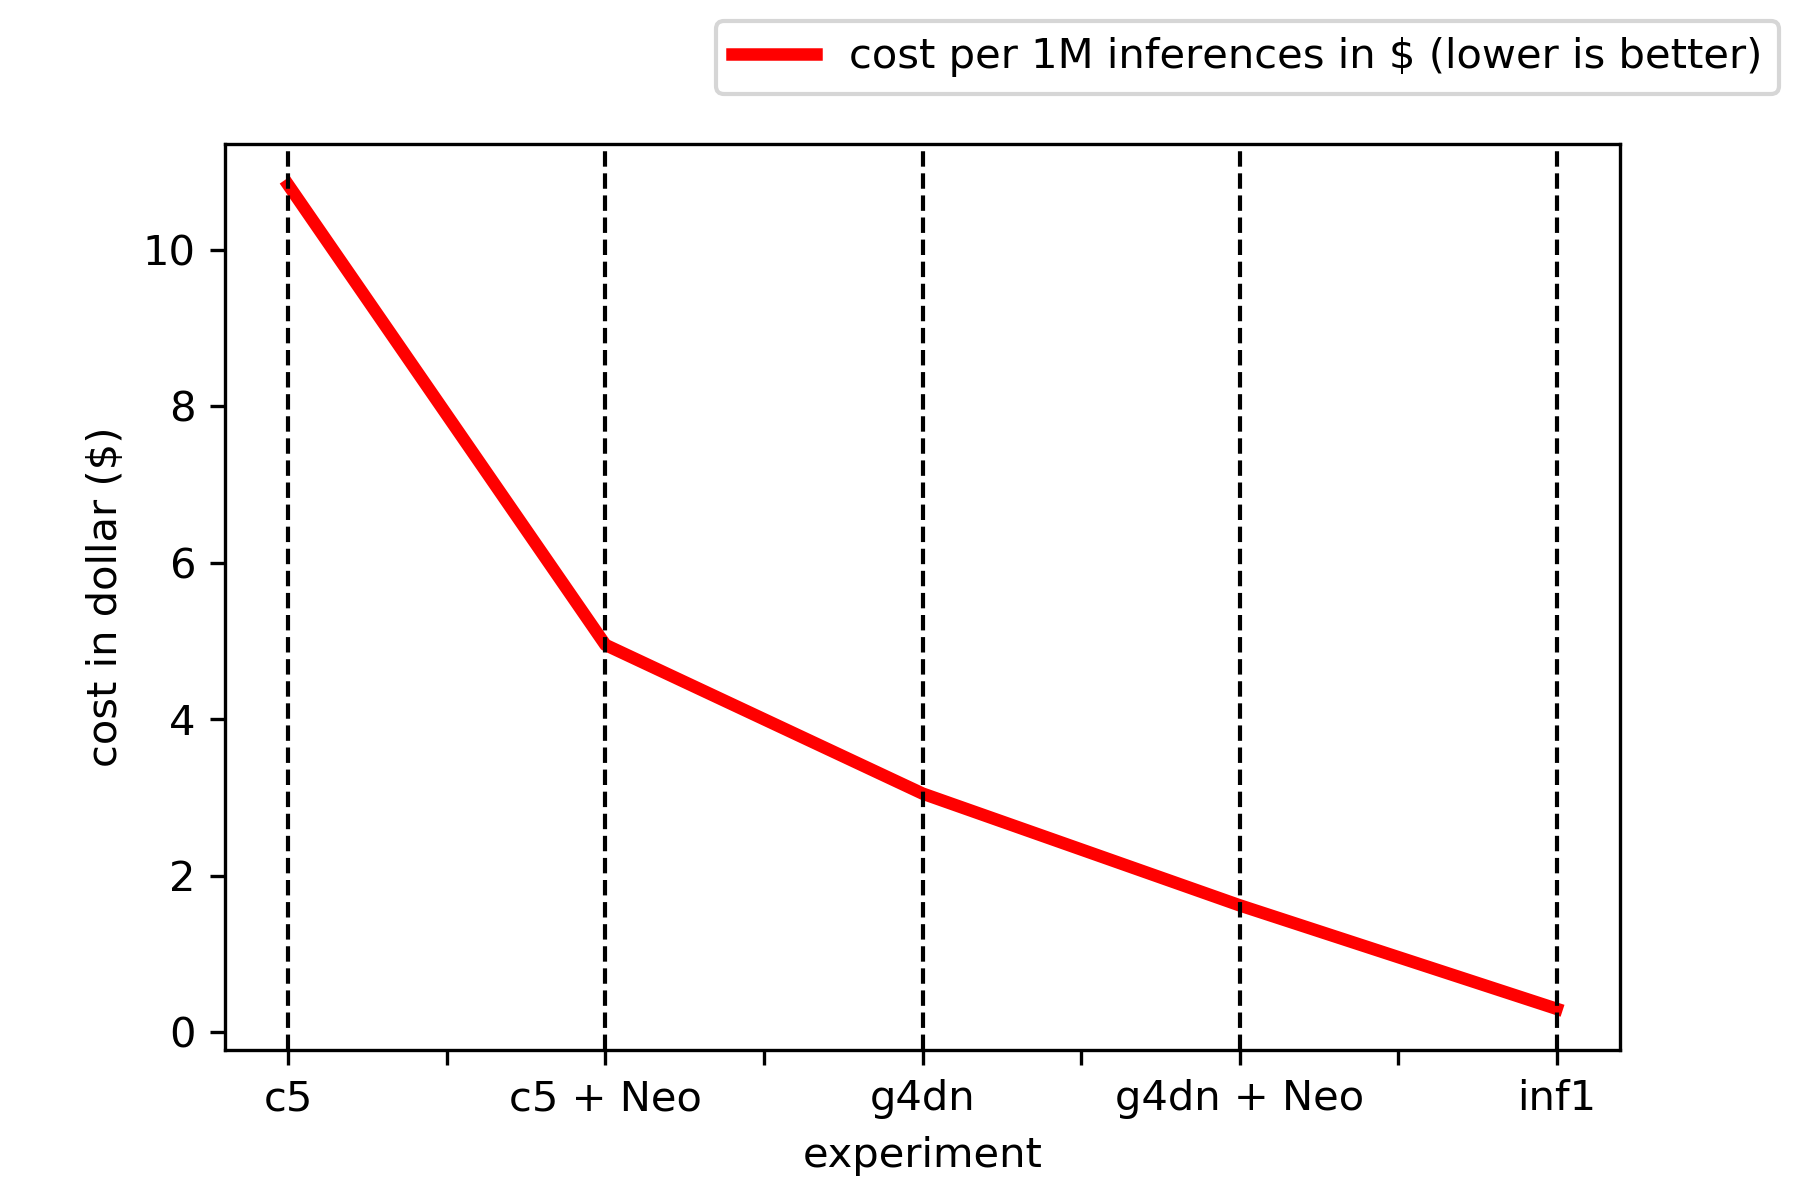 cost per 1M inferences in $ (lower is better)
10
8
6
4
2
0
cost in dollar ($)
c5
c5 + Neo
g4dn
g4dn + Neo
inf1
experiment